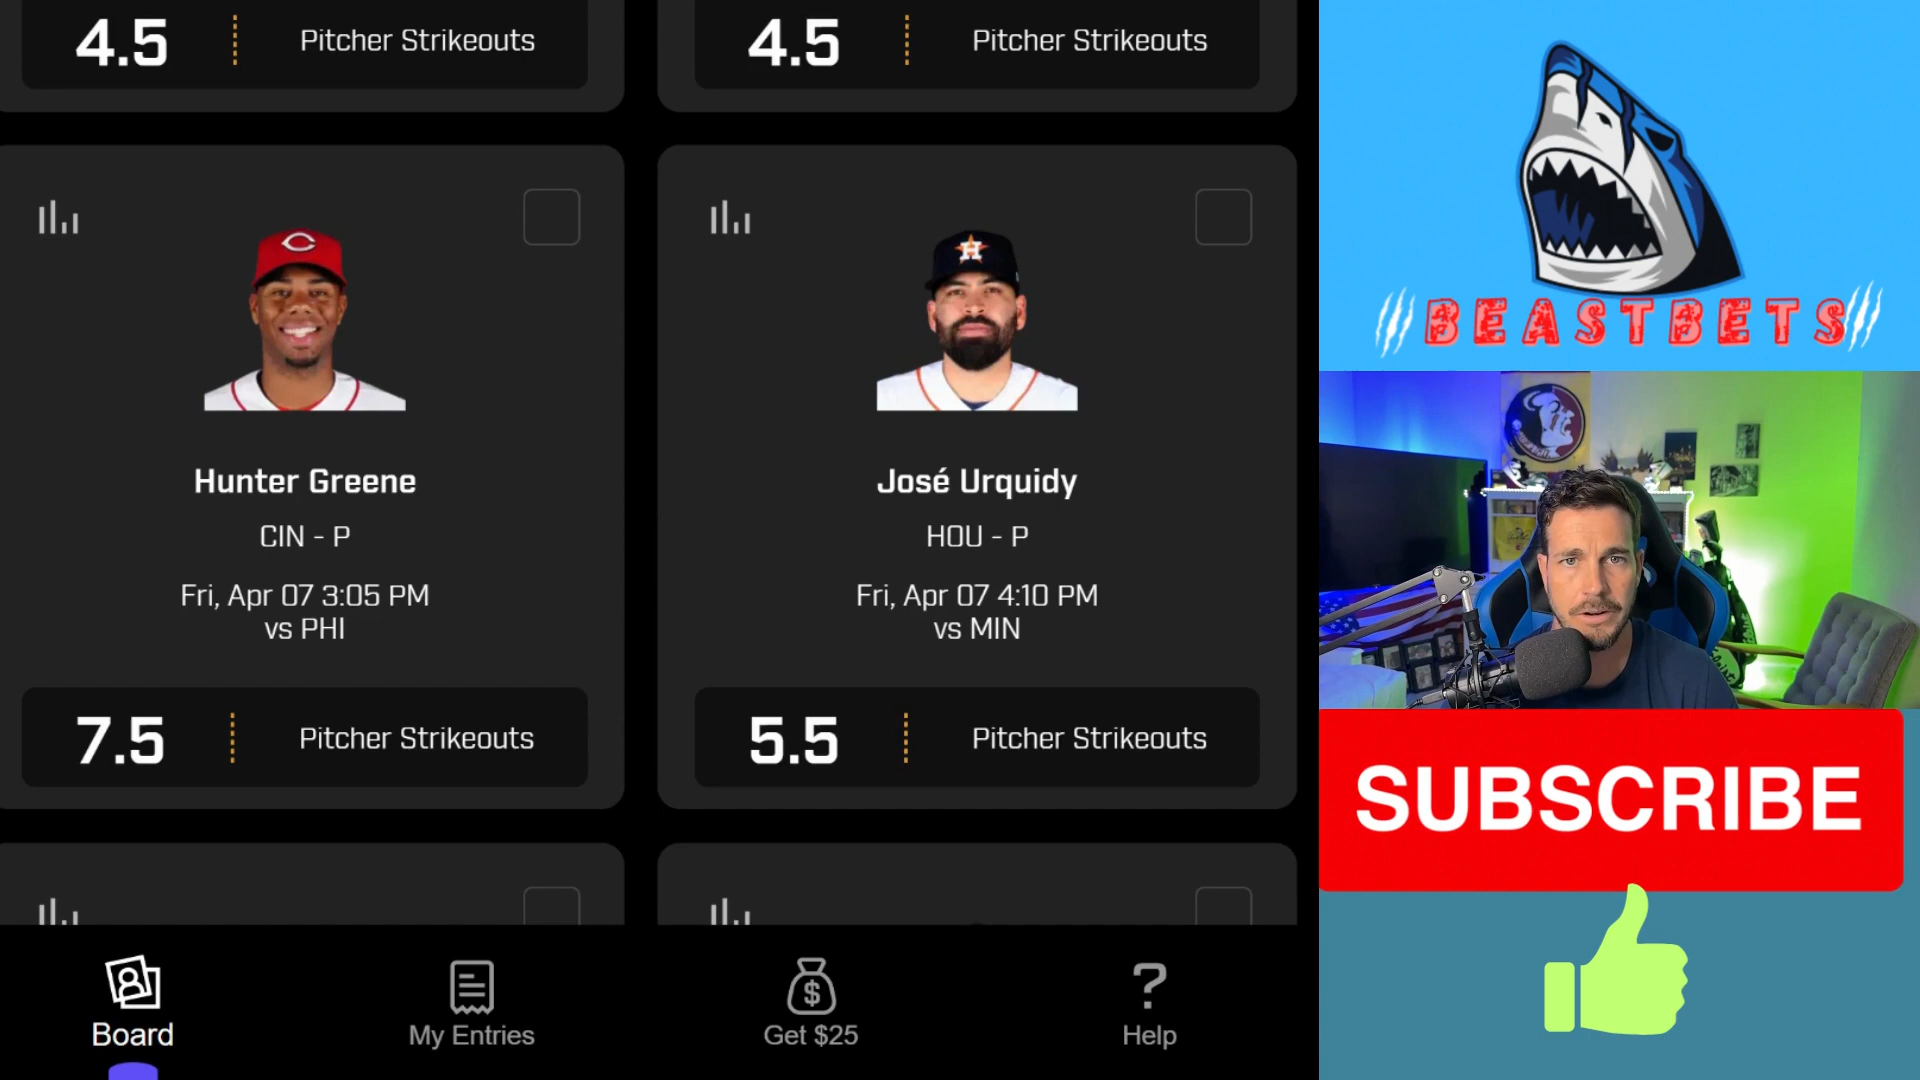 4.5 Pitcher Strikeouts
4.5 Pitcher Strikeouts
Hunter Greene
CIN - P
Fri, Apr 07 3:05 PM
vs PHI
7.5 Pitcher Strikeouts
José Urquidy
HOU - P
Fri, Apr 07 4:10 PM
vs MIN
5.5 Pitcher Strikeouts
Board
My Entries
Get $25
Help
BEASTBETS
SUBSCRIBE